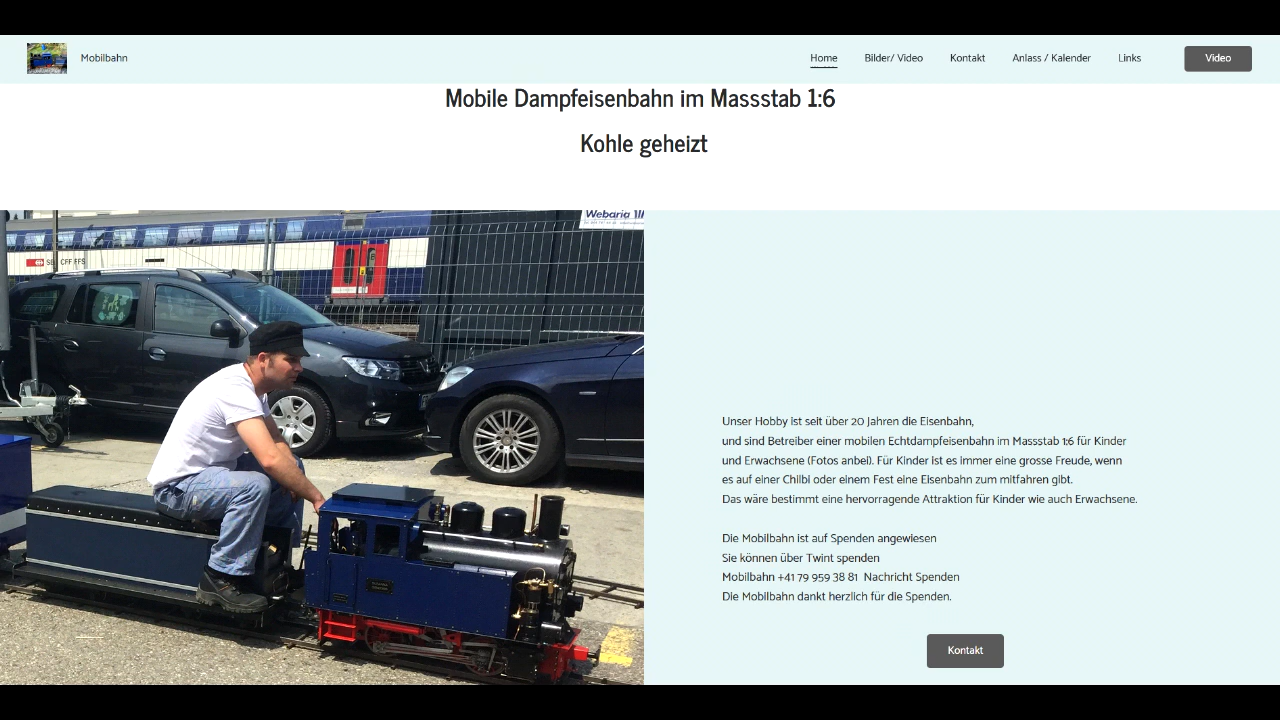 Mobilbahn
Home
Bilder/ Video
Kontakt
Anlass / Kalender
Links
Video
Mobile Dampfeisenbahn im Massstab 1:6
Kohle geheizt
Webaria
CFF FFS
Unser Hobby ist seit über 20 Jahren die Eisenbahn,
und sind Betreiber einer mobilen Echtdampfeisenbahn im Massstab 1:6 für Kinder
und Erwachsene (Fotos anbei). Für Kinder ist es immer eine grosse Freude, wenn
es auf einer Chilbi oder einem Fest eine Eisenbahn zum mitfahren gibt.
Das wäre bestimmt eine hervorragende Attraktion für Kinder wie auch Erwachsene.
Die Mobilbahn ist auf Spenden angewiesen
Sie können über Twint spenden
Mobilbahn +41 79 959 38 81 Nachricht Spenden
Die Mobilbahn dankt herzlich für die Spenden.
Kontakt